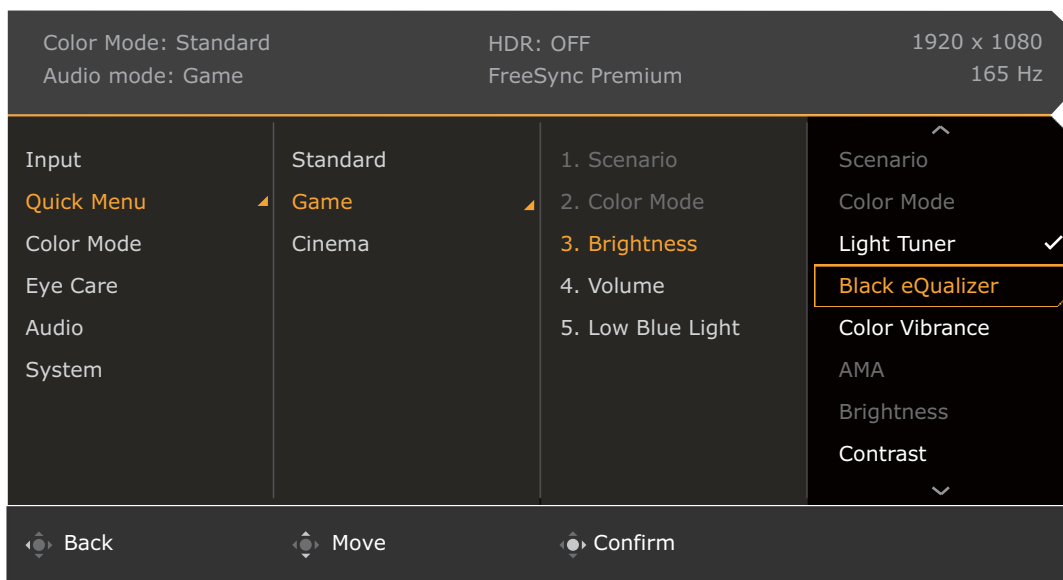 Color Mode: Standard
HDR: OFF
1920 x 1080
Audio mode: Game
FreeSync Premium
165 Hz
Input
Quick Menu
Color Mode
Eye Care
Audio
System
Standard
Game
Cinema
1. Scenario
2. Color Mode
3. Brightness
4. Volume
5. Low Blue Light
Scenario
Color Mode
Light Tuner
Black eQualizer
Color Vibrance
AMA
Brightness
Contrast
Back
Move
Confirm